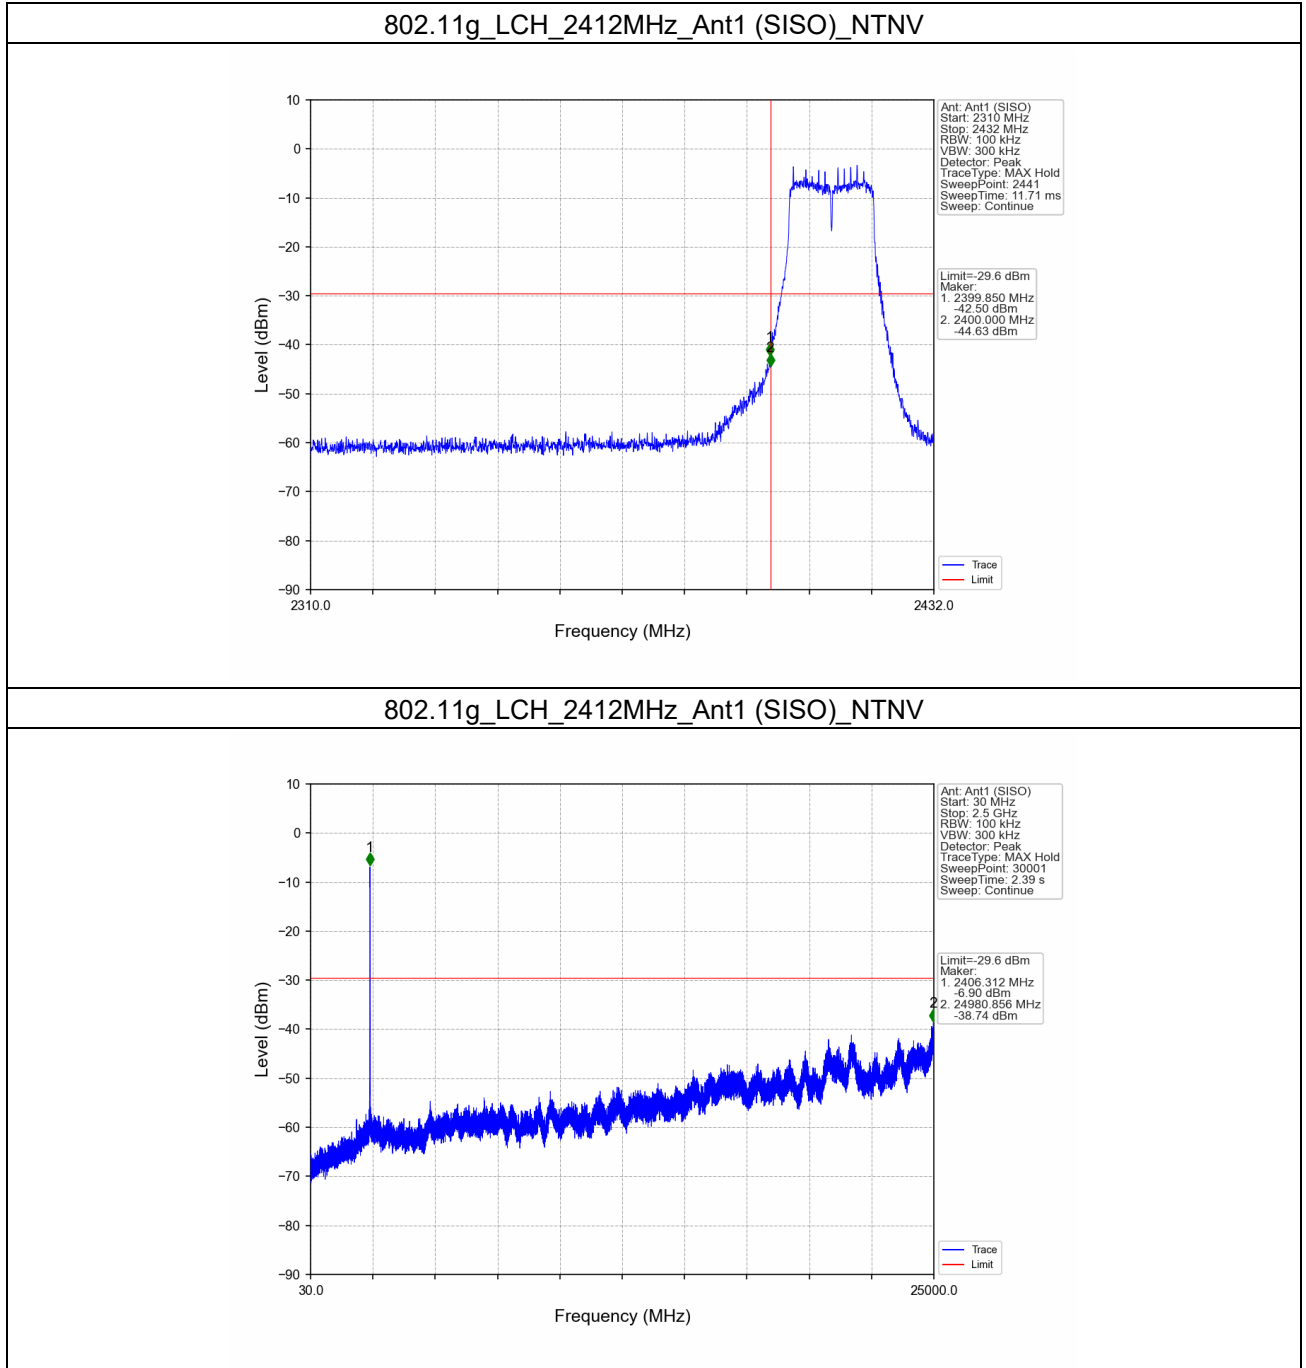 802.11g_LCH_2412MHz_Ant1 (SISO)_NTNV
10
0
−10
−20
−30
−40
−50
−60
−70
−80
−90
Level (dBm)
2310.0
2432.0
Frequency (MHz)
1
2
Ant: Ant1 (SISO)
Start: 2310 MHz
Stop: 2432 MHz
RBW: 100 kHz
VBW: 300 kHz
Detector: Peak
TraceType: MAX Hold
SweepPoint: 2441
SweepTime: 11.71 ms
Sweep: Continue
Limit=-29.6 dBm
Maker:
1. 2399.850 MHz
-42.50 dBm
2. 2400.000 MHz
-44.63 dBm
Trace
Limit
802.11g_LCH_2412MHz_Ant1 (SISO)_NTNV
10
0
−10
−20
−30
−40
−50
−60
−70
−80
−90
Level (dBm)
30.0
25000.0
Frequency (MHz)
1
2
Ant: Ant1 (SISO)
Start: 30 MHz
Stop: 2.5 GHz
RBW: 100 kHz
VBW: 300 kHz
Detector: Peak
TraceType: MAX Hold
SweepPoint: 30001
SweepTime: 2.39 s
Sweep: Continue
Limit=-29.6 dBm
Maker:
1. 2406.312 MHz
-6.90 dBm
2. 24980.856 MHz
-38.74 dBm
Trace
Limit